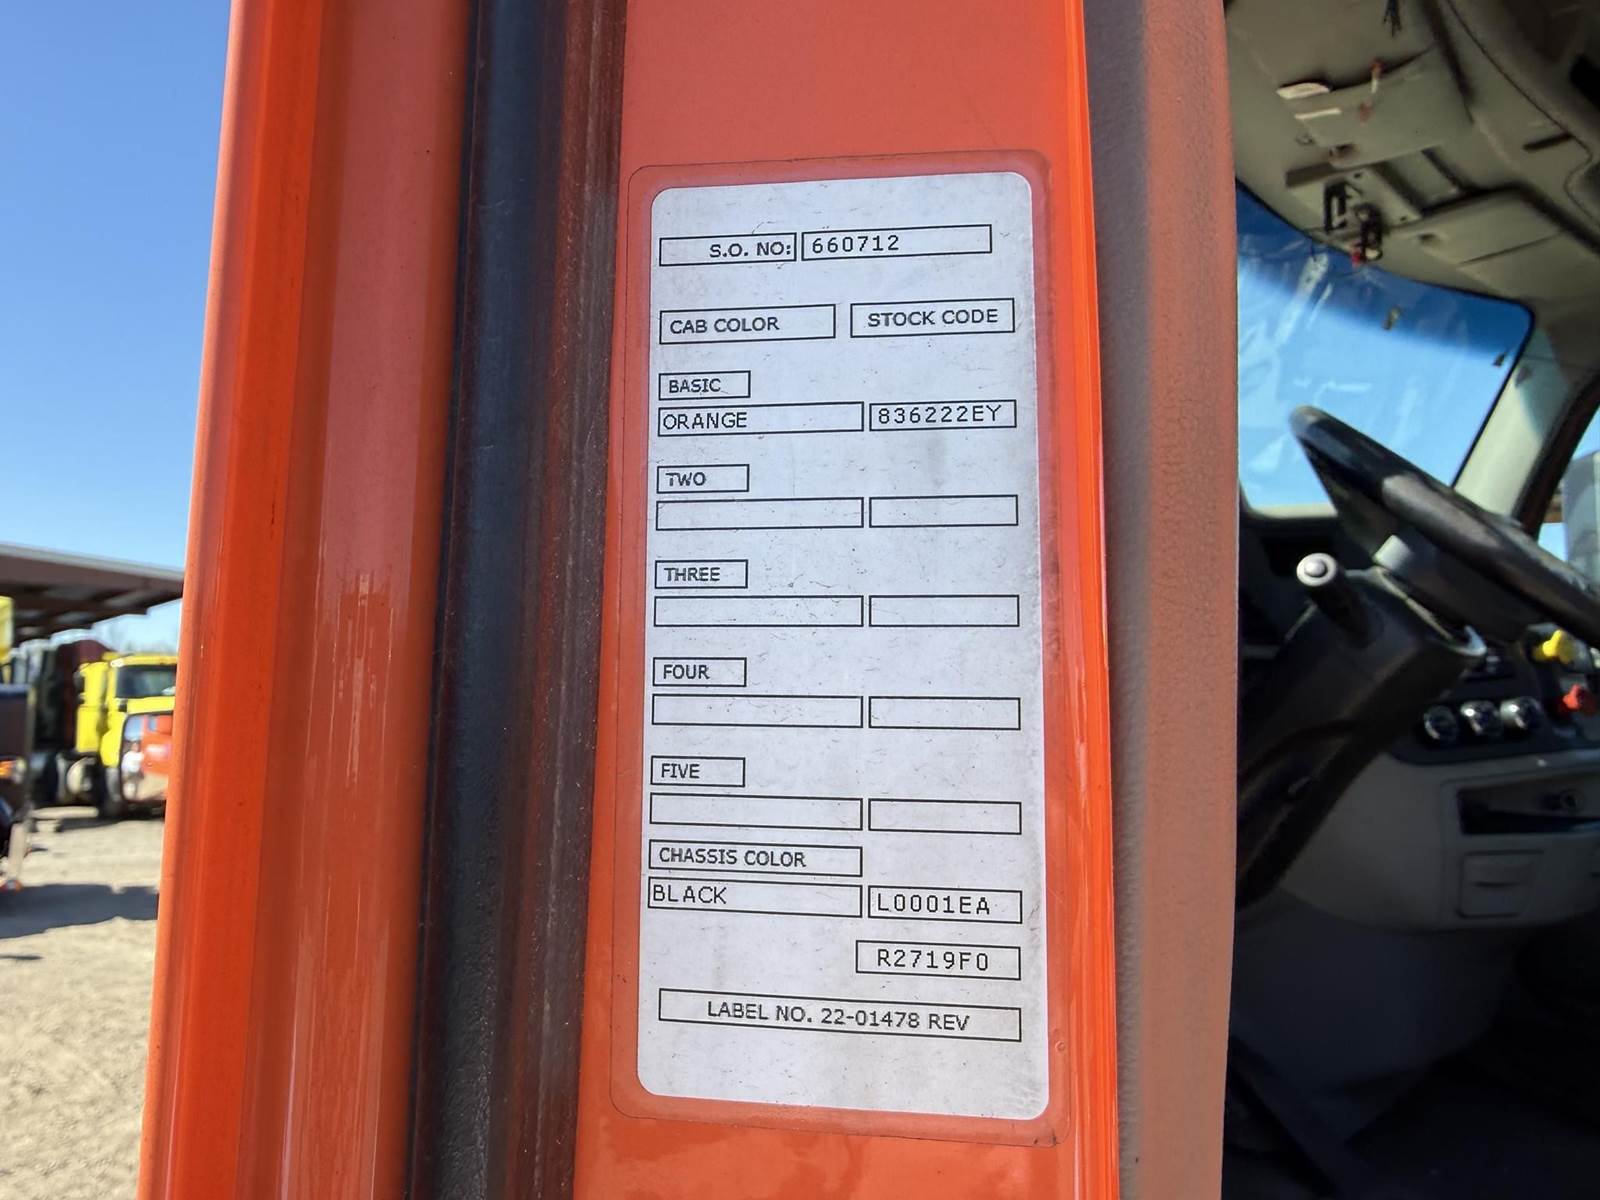 S.O. NO: 660712
CAB COLOR STOCK CODE
BASIC
ORANGE 836222EY
TWO
THREE
FOUR
FIVE
CHASSIS COLOR
BLACK L0001EA
R2719F0
LABEL NO. 22-01478 REV